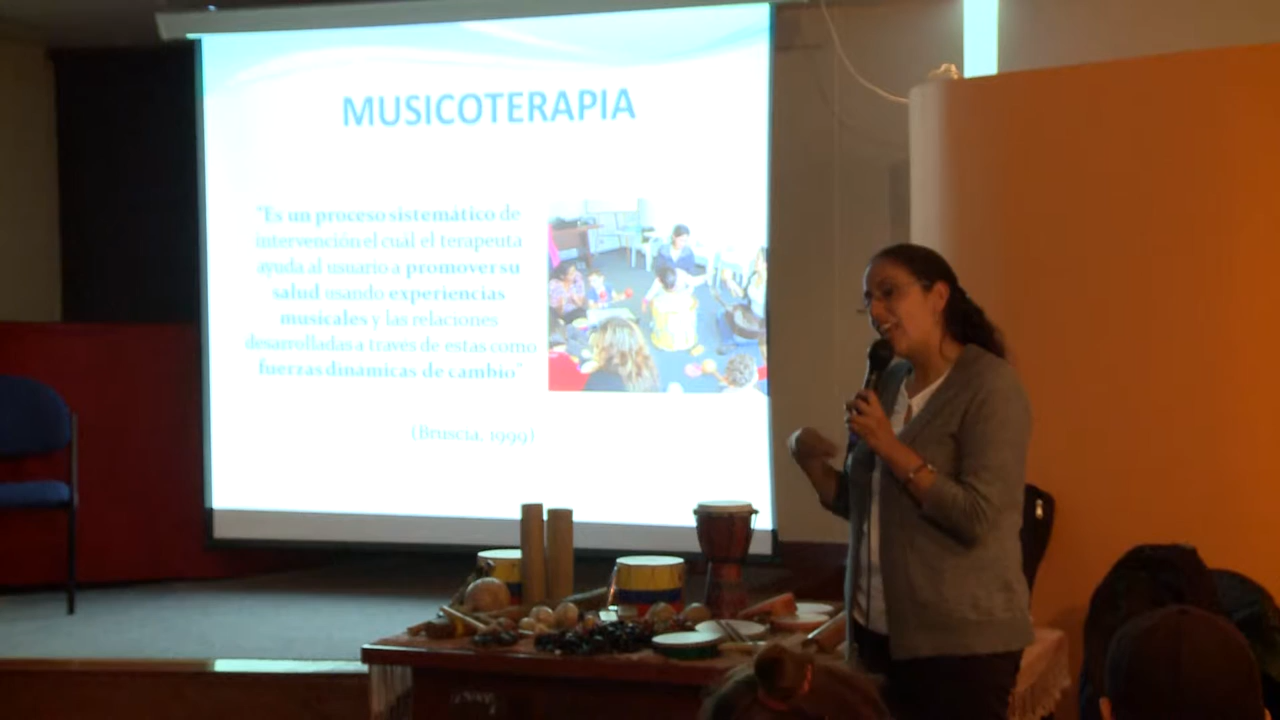 MUSICOTERAPIA
"Es un proceso sistemático de
intervención el cuál el terapeuta
ayuda al usuario a promover su
salud usando experiencias
musicales y las relaciones
desarrolladas a traves de estas como
fuerzas dinamicas de cambio"
(Bruscia, 1999)